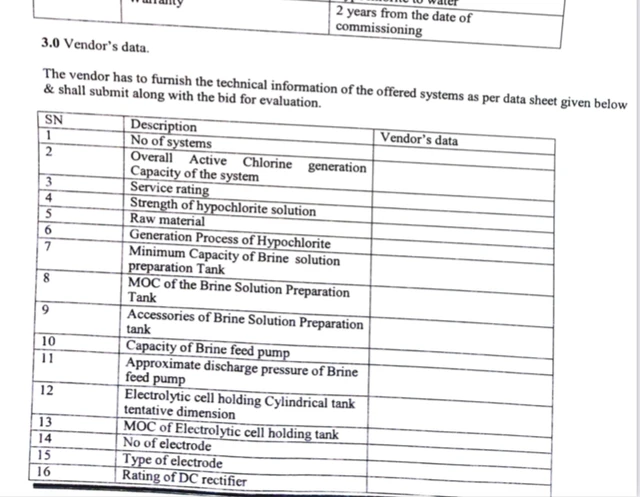 2 years from the date of
commissioning
3.0 Vendor's data.
The vendor has to furnish the technical information of the offered systems as per data sheet given below
& shall submit along with the bid for evaluation.
SN Description Vendor's data
1 No of systems
2 Overall Active Chlorine generation
Capacity of the system
3 Service rating
4 Strength of hypochlorite solution
5 Raw material
6 Generation Process of Hypochlorite
7 Minimum Capacity of Brine solution
preparation Tank
8 MOC of the Brine Solution Preparation
Tank
9 Accessories of Brine Solution Preparation
tank
10 Capacity of Brine feed pump
11 Approximate discharge pressure of Brine
feed pump
12 Electrolytic cell holding Cylindrical tank
tentative dimension
13 MOC of Electrolytic cell holding tank
14 No of electrode
15 Type of electrode
16 Rating of DC rectifier